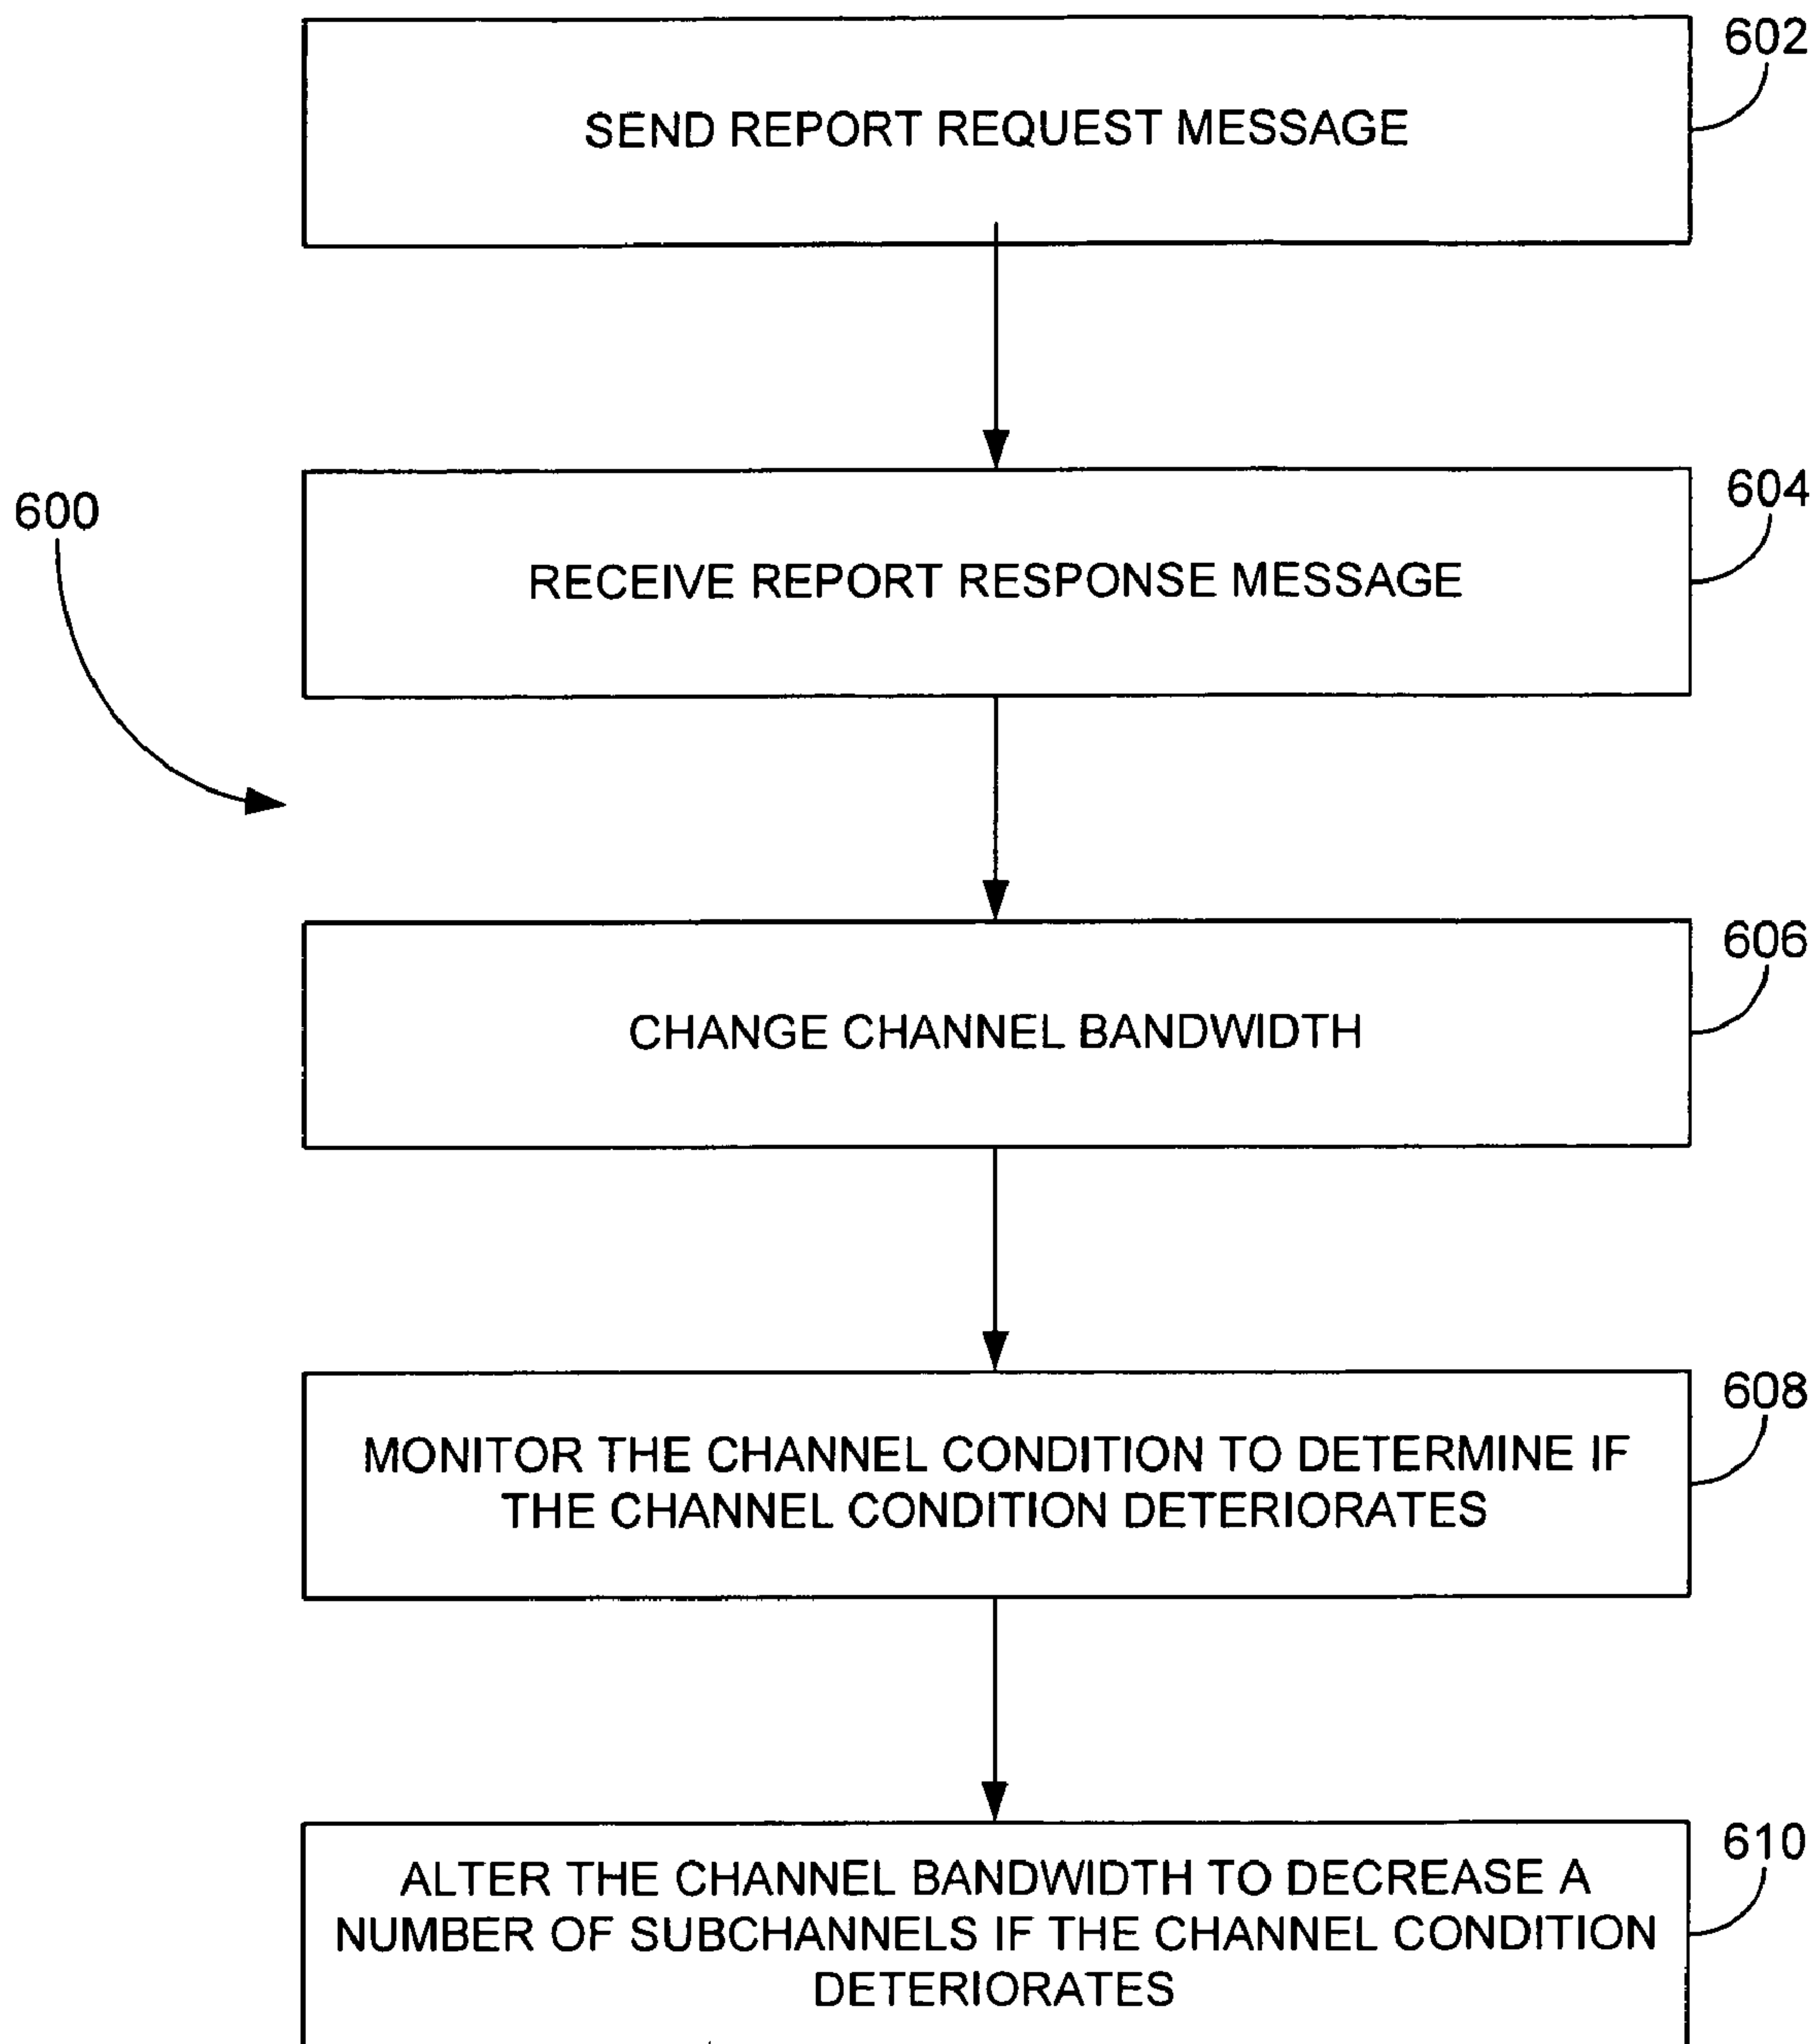 602
SEND REPORT REQUEST MESSAGE
604
600
RECEIVE REPORT RESPONSE MESSAGE
606
CHANGE CHANNEL BANDWIDTH
608
MONITOR THE CHANNEL CONDITION TO DETERMINE IF
THE CHANNEL CONDITION DETERIORATES
610
ALTER THE CHANNEL BANDWIDTH TO DECREASE A
NUMBER OF SUBCHANNELS IF THE CHANNEL CONDITION
DETERIORATES